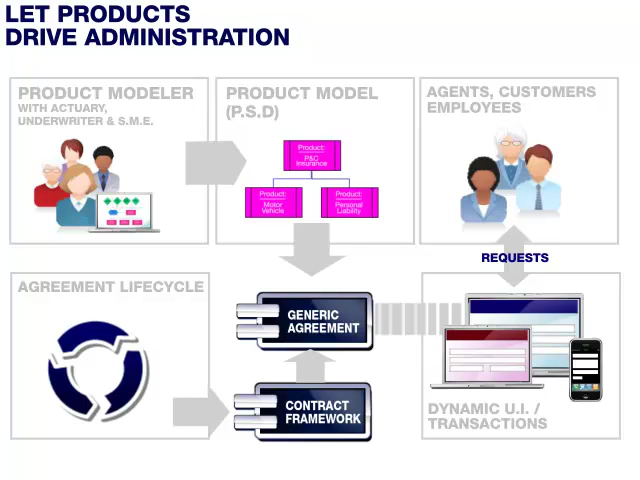 LET PRODUCTS
DRIVE ADMINISTRATION
PRODUCT MODELER
WITH ACTUARY,
UNDERWRITER & S.M.E.
PRODUCT MODEL
(P.S.D)
Product:
P&C
Insurance
Product:
Motor
Vehicle
Product:
Personal
Liability
AGENTS, CUSTOMERS
EMPLOYEES
REQUESTS
AGREEMENT LIFECYCLE
GENERIC
AGREEMENT
CONTRACT
FRAMEWORK
DYNAMIC U.I. /
TRANSACTIONS